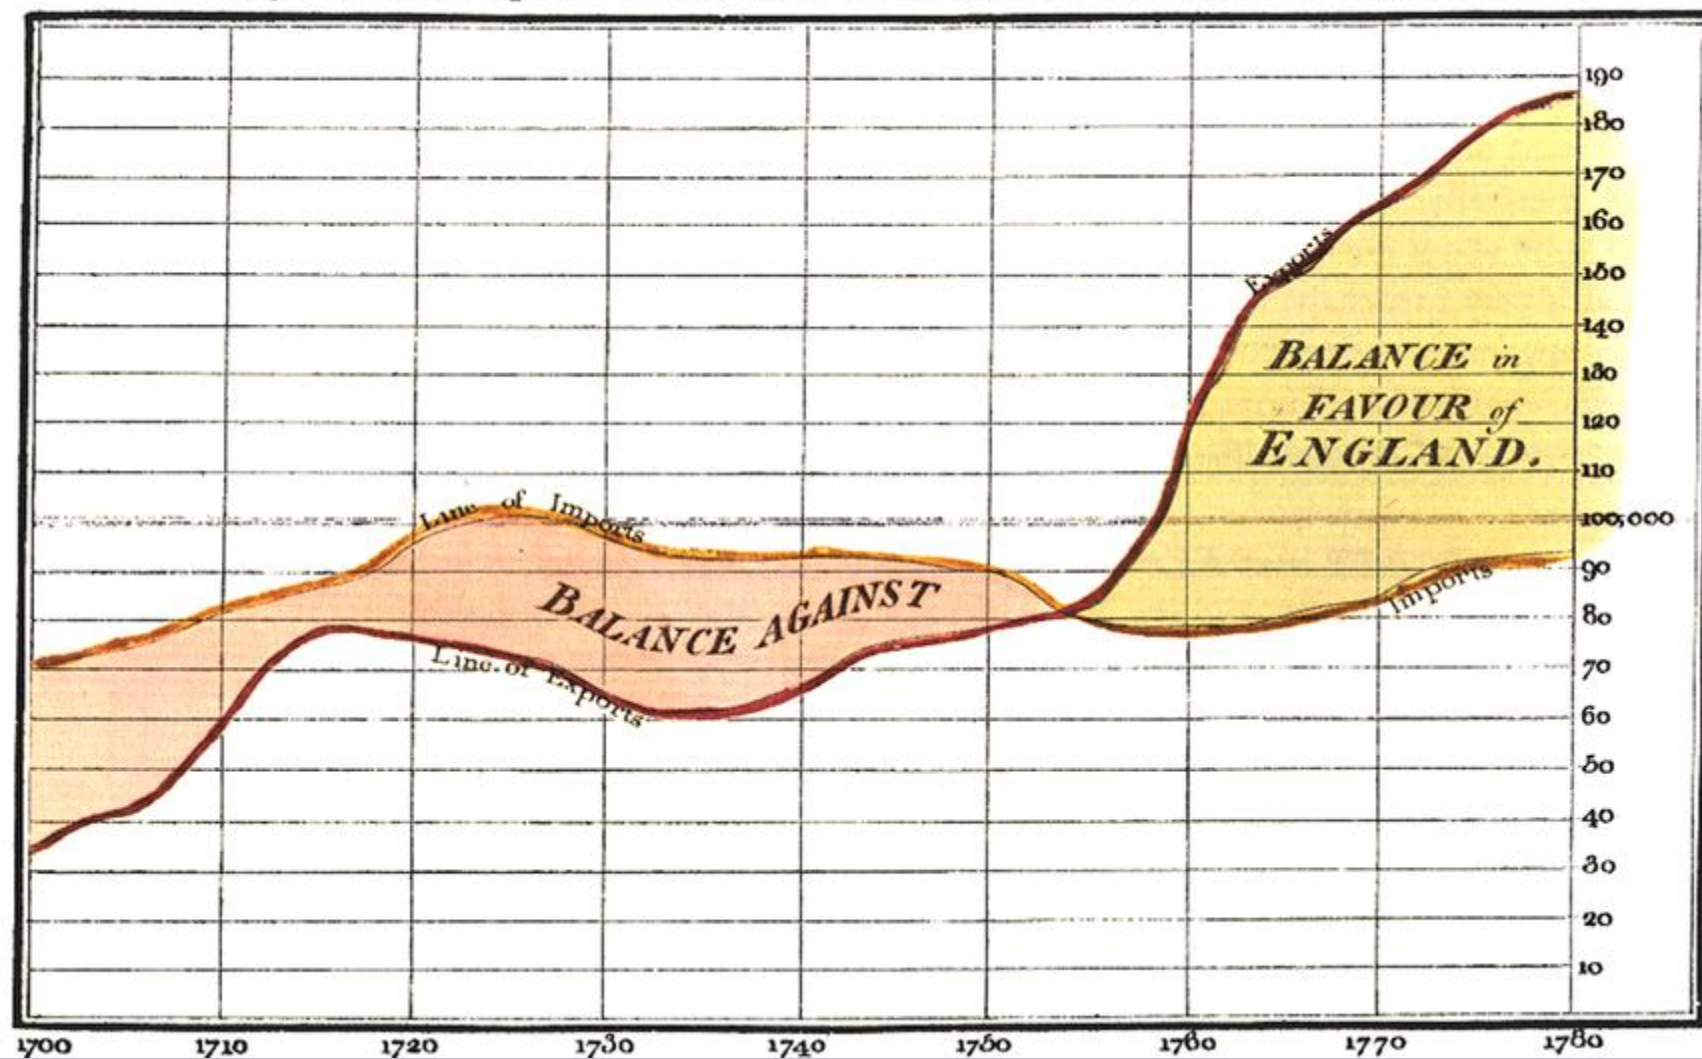 190
180
170
160
150
140
130
120
110
100,000
90
80
70
60
50
40
30
20
10
Exports
BALANCE in
FAVOUR of
ENGLAND.
Line of Imports
BALANCE AGAINST
Imports
Line of Exports
1700 1710 1720 1730 1740 1750 1760 1770 1780